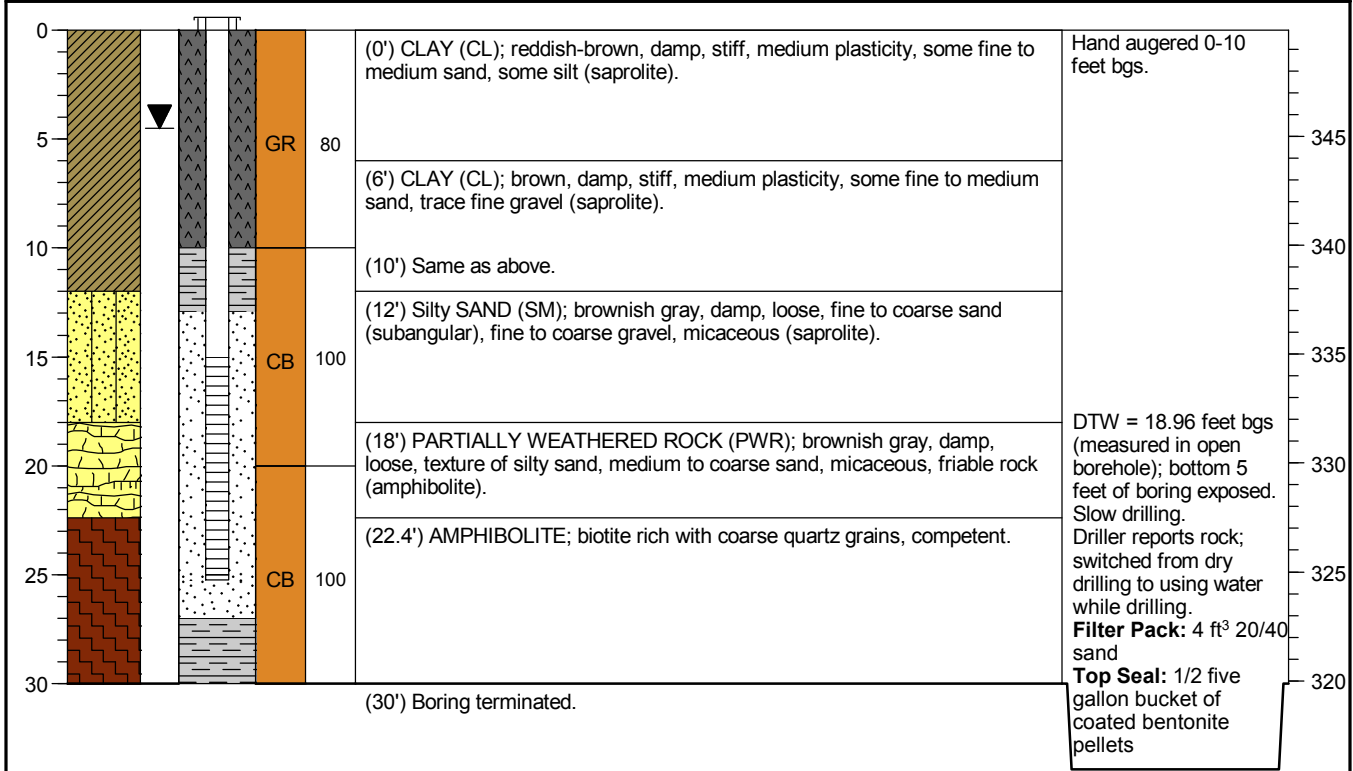 0
5
10
15
20
25
30
GR
80
CB
100
CB
100
(0') CLAY (CL); reddish-brown, damp, stiff, medium plasticity, some fine to
medium sand, some silt (saprolite).
(6') CLAY (CL); brown, damp, stiff, medium plasticity, some fine to medium
sand, trace fine gravel (saprolite).
(10') Same as above.
(12') Silty SAND (SM); brownish gray, damp, loose, fine to coarse sand
(subangular), fine to coarse gravel, micaceous (saprolite).
(18') PARTIALLY WEATHERED ROCK (PWR); brownish gray, damp,
loose, texture of silty sand, medium to coarse sand, micaceous, friable rock
(amphibolite).
(22.4') AMPHIBOLITE; biotite rich with coarse quartz grains, competent.
(30') Boring terminated.
Hand augered 0-10
feet bgs.
DTW = 18.96 feet bgs
(measured in open
borehole); bottom 5
feet of boring exposed.
Slow drilling.
Driller reports rock;
switched from dry
drilling to using water
while drilling.
Filter Pack: 4 ft³ 20/40
sand
Top Seal: 1/2 five
gallon bucket of
coated bentonite
pellets
345
340
335
330
325
320